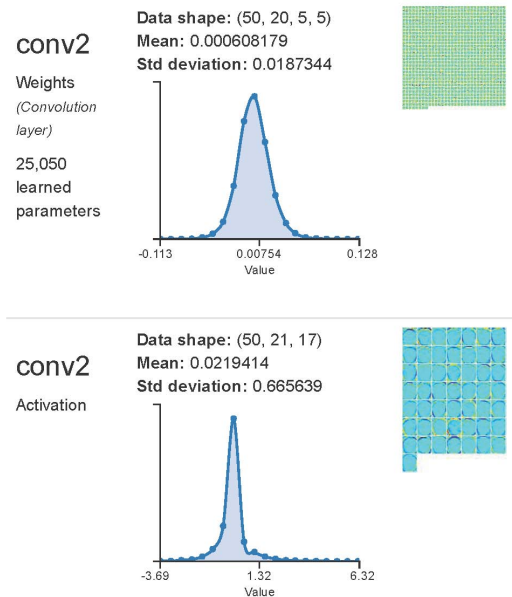 conv2
Weights
(Convolution
layer)
25,050
learned
parameters
Data shape: (50, 20, 5, 5)
Mean: 0.000608179
Std deviation: 0.0187344
-0.113 0.00754 0.128
Value
conv2
Activation
Data shape: (50, 21, 17)
Mean: 0.0219414
Std deviation: 0.665639
-3.69 1.32 6.32
Value